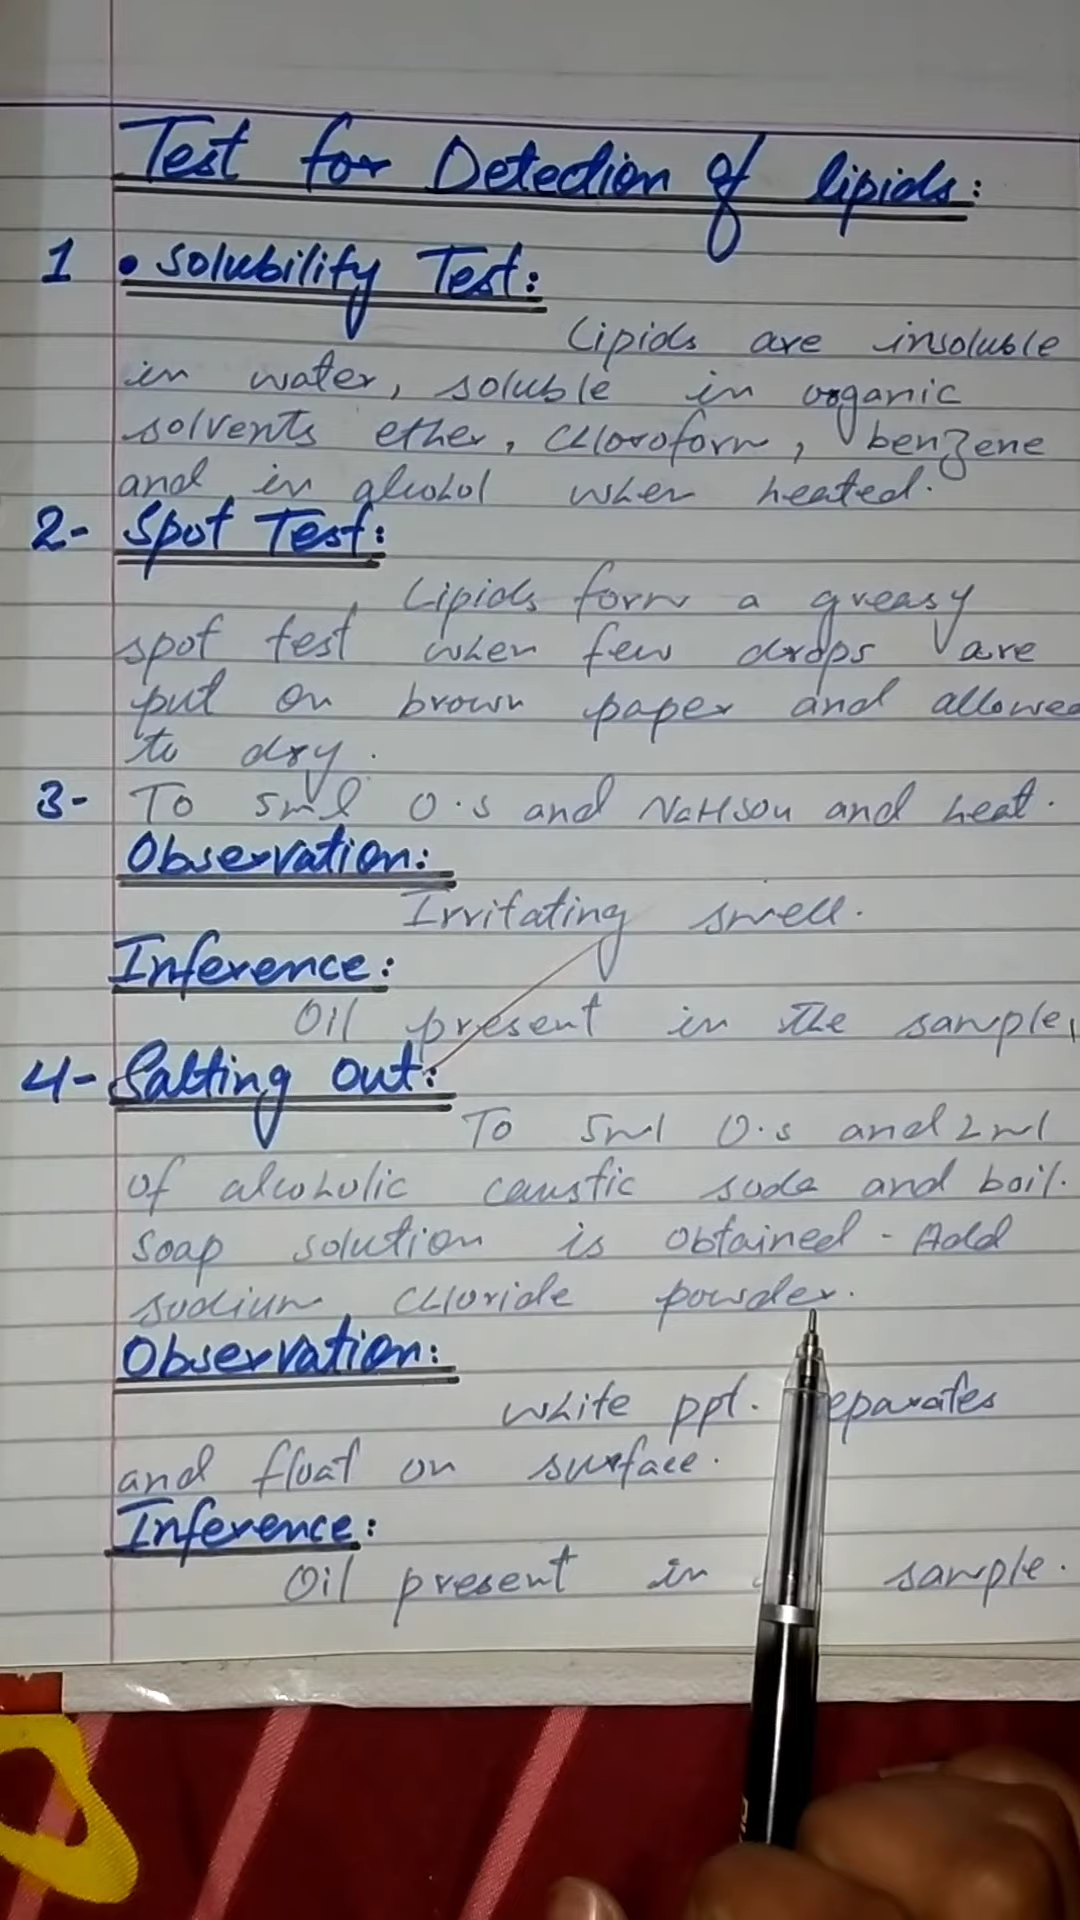 Test for Detection of lipids:
1 • Solubility Test:
Lipids are insoluble
in water, soluble in organic
solvents ether, Chloroform, benzene
and in alcohol when heated.
2- Spot Test:
Lipids form a greasy
spot test when few drops are
put on brown paper and allowed
to dry.
3- To 5ml O.S and NaHSO4 and heat.
Observation:
Irritating smell.
Inference:
Oil present in the sample,
4- Salting out:
To 5ml O.s and 2ml
of alcoholic caustic soda and boil.
Soap solution is obtained - Add
sodium Chloride powder.
Observation:
White ppt. eparates
and float on surface.
Inference:
Oil present in sample.